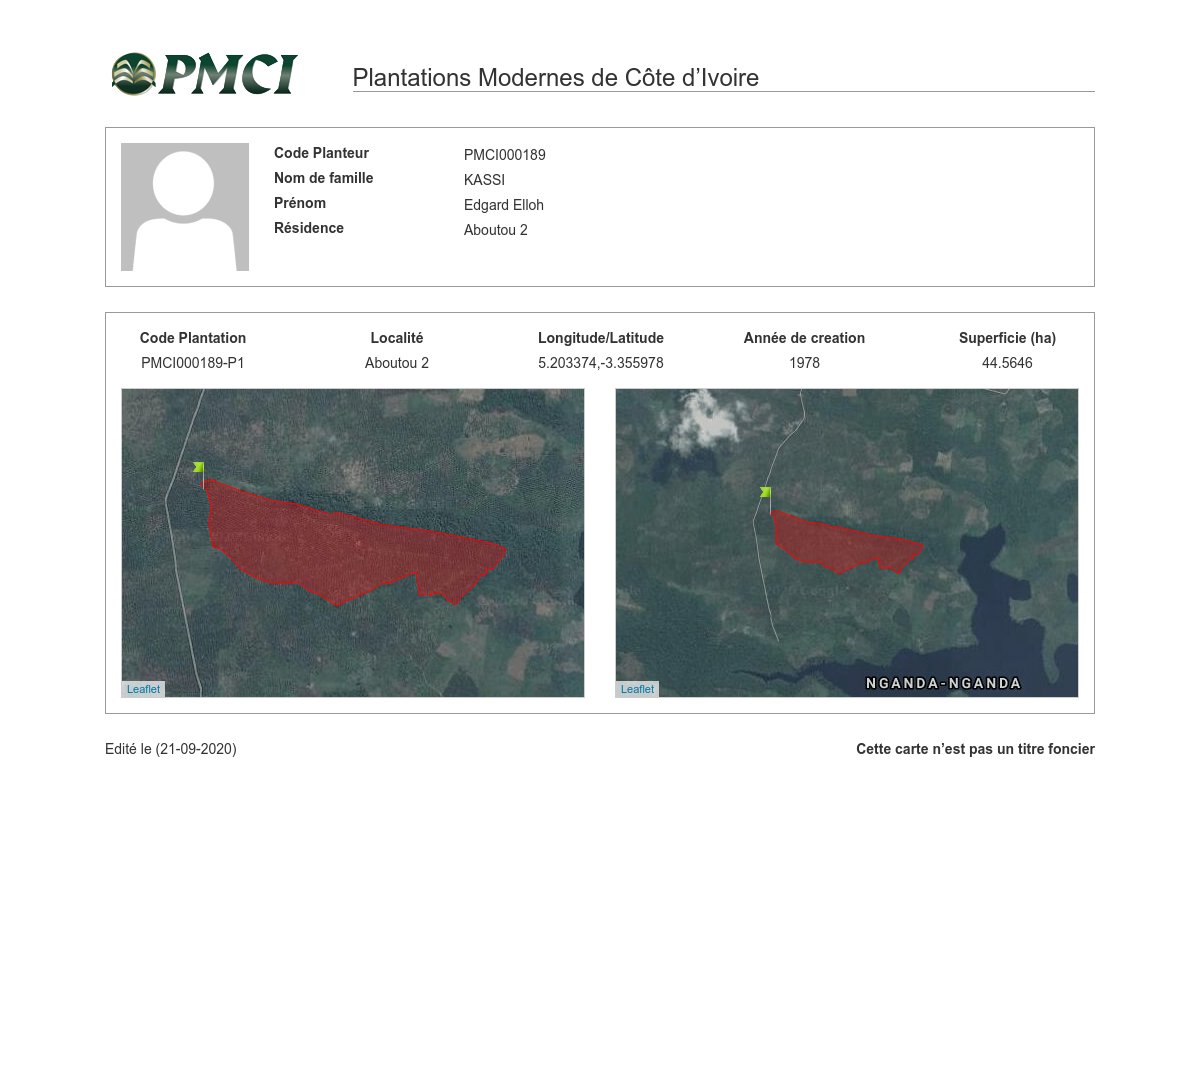 PMCI
Plantations Modernes de Côte d’Ivoire
Code Planteur PMCI000189
Nom de famille KASSI
Prénom Edgard Elloh
Résidence Aboutou 2
Code Plantation Localité Longitude/Latitude Année de creation Superficie (ha)
PMCI000189-P1 Aboutou 2 5.203374,-3.355978 1978 44.5646
NGANDA-NGANDA
Leaflet Leaflet
Edité le (21-09-2020) Cette carte n’est pas un titre foncier